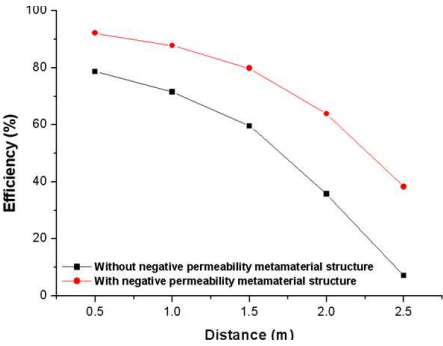 100
80
60
40
20
0
Efficiency (%)
Without negative permeability metamaterial structure
With negative permeability metamaterial structure
0.5 1.0 1.5 2.0 2.5
Distance (m)